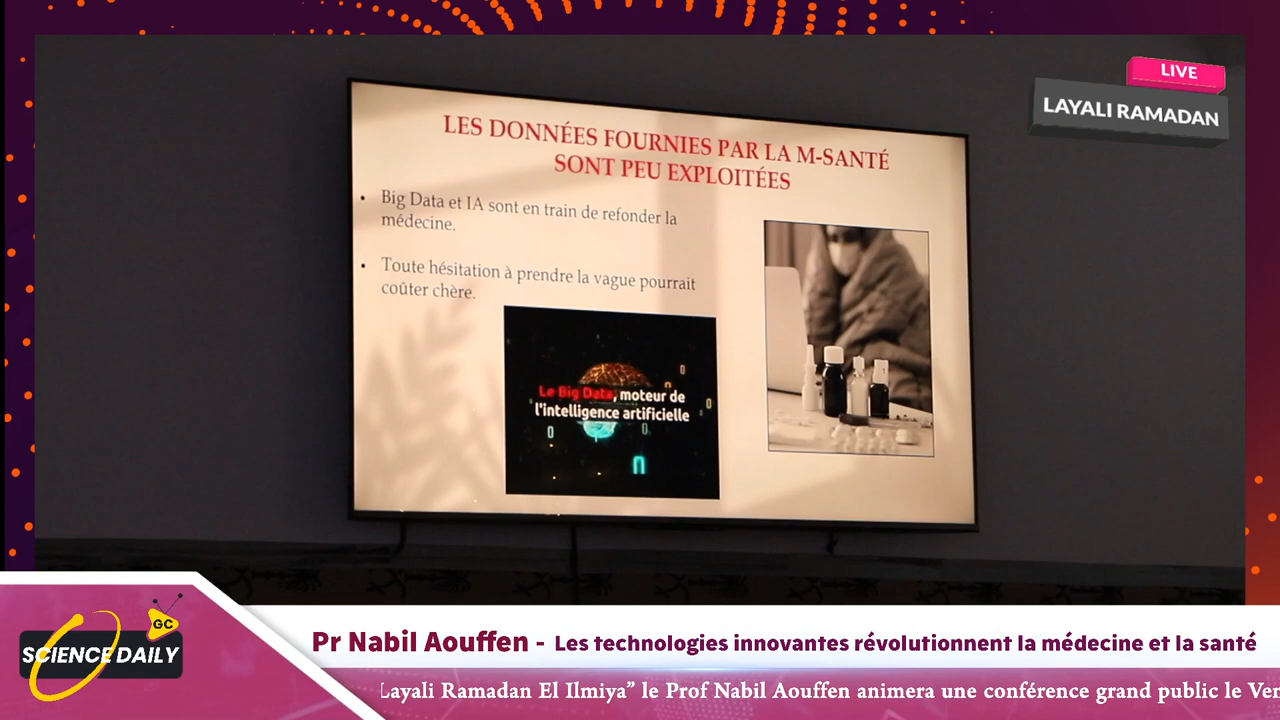 LIVE
LAYALI RAMADAN
LES DONNÉES FOURNIES PAR LA M-SANTÉ
SONT PEU EXPLOITÉES
• Big Data et IA sont en train de refonder la
médecine.
• Toute hésitation à prendre la vague pourrait
coûter chère.
Le Big Data, moteur de
l'intelligence artificielle
GC
SCIENCE DAILY
Pr Nabil Aouffen - Les technologies innovantes révolutionnent la médecine et la santé
Layali Ramadan El Ilmiya” le Prof Nabil Aouffen animera une conférence grand public le Ven